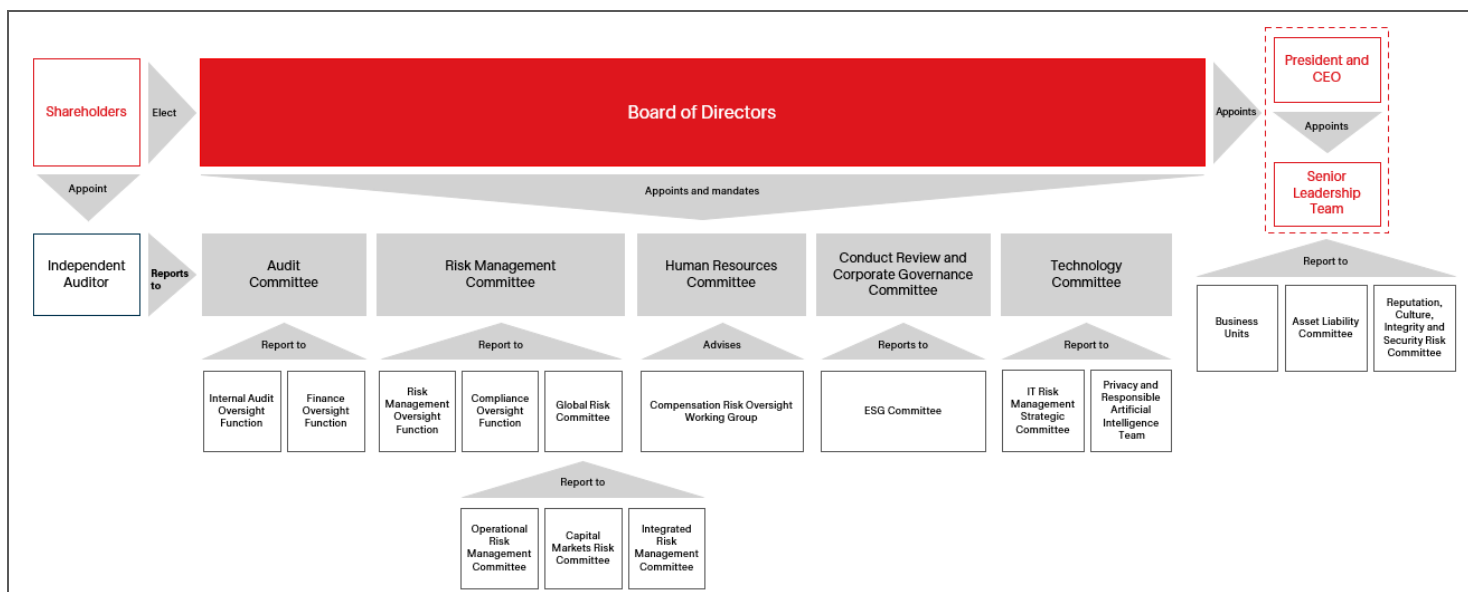 Shareholders
Elect
Board of Directors
Appoints
President and
CEO
Appoints
Senior
Leadership
Team
Appoint
Appoints and mandates
Independent
Auditor
Reports
to
Audit
Committee
Risk Management
Committee
Human Resources
Committee
Conduct Review and
Corporate Governance
Committee
Technology
Committee
Report to
Business
Units
Asset Liability
Committee
Reputation,
Culture,
Integrity and
Security Risk
Committee
Report to
Report to
Advises
Reports to
Report to
Internal Audit
Oversight
Function
Finance
Oversight
Function
Risk
Management
Oversight
Function
Compliance
Oversight
Function
Global Risk
Committee
Compensation Risk Oversight
Working Group
ESG Committee
IT Risk
Management
Strategic
Committee
Privacy and
Responsible
Artificial
Intelligence
Team
Report to
Operational
Risk
Management
Committee
Capital
Markets Risk
Committee
Integrated
Risk
Management
Committee